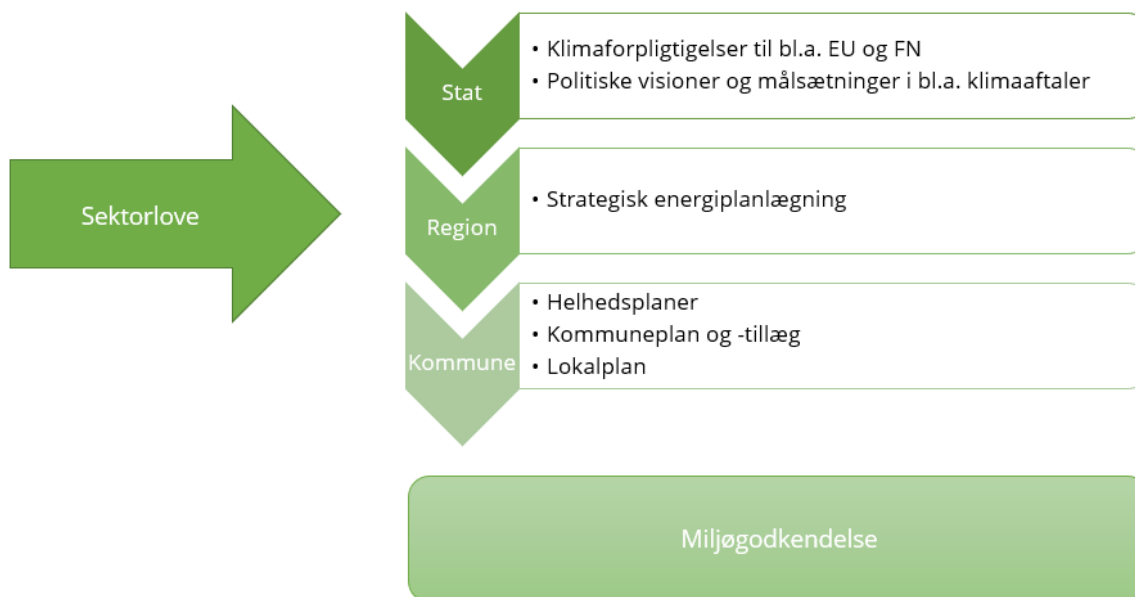 Sektorlove
Stat
• Klimaforpligtigelser til bl.a. EU og FN
• Politiske visioner og målsætninger i bl.a. klimaaftaler
Region
• Strategisk energiplanlægning
Kommune
• Helhedsplaner
• Kommuneplan og -tillæg
• Lokalplan
Miljøgodkendelse